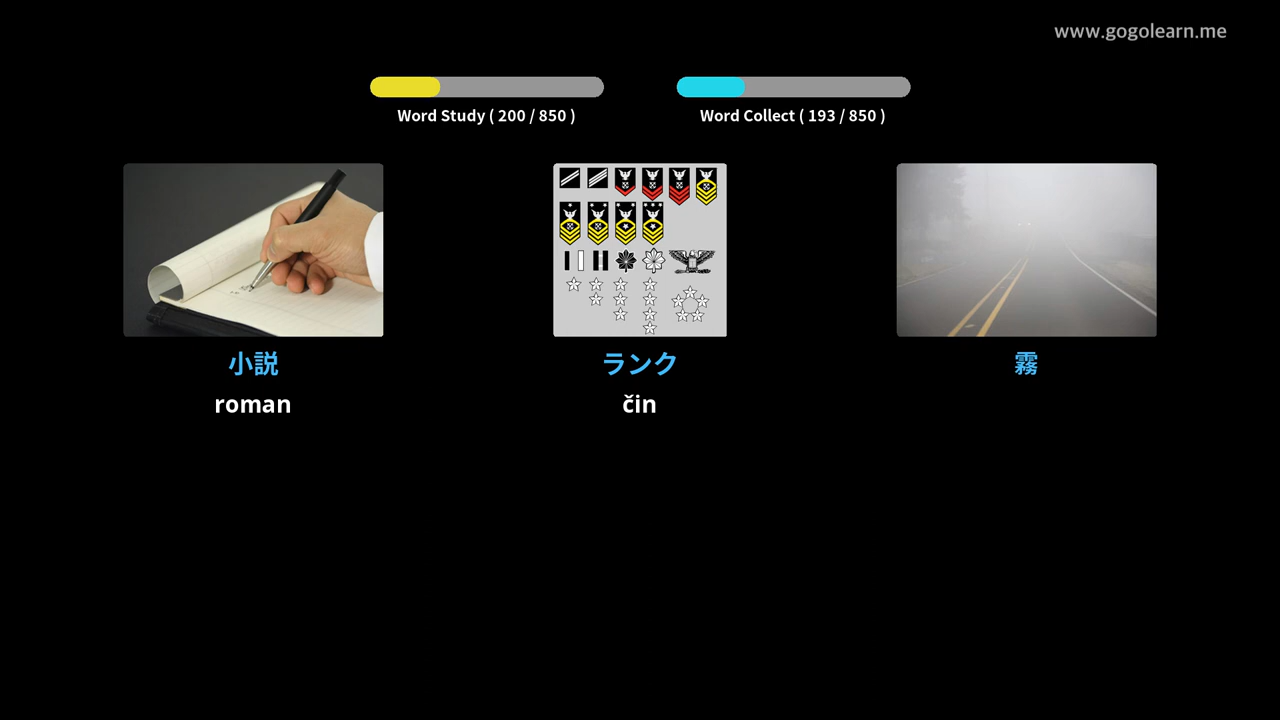 www.gogolearn.me
Word Study ( 200 / 850 )
Word Collect ( 193 / 850 )
小説
ランク
霧
roman
čin